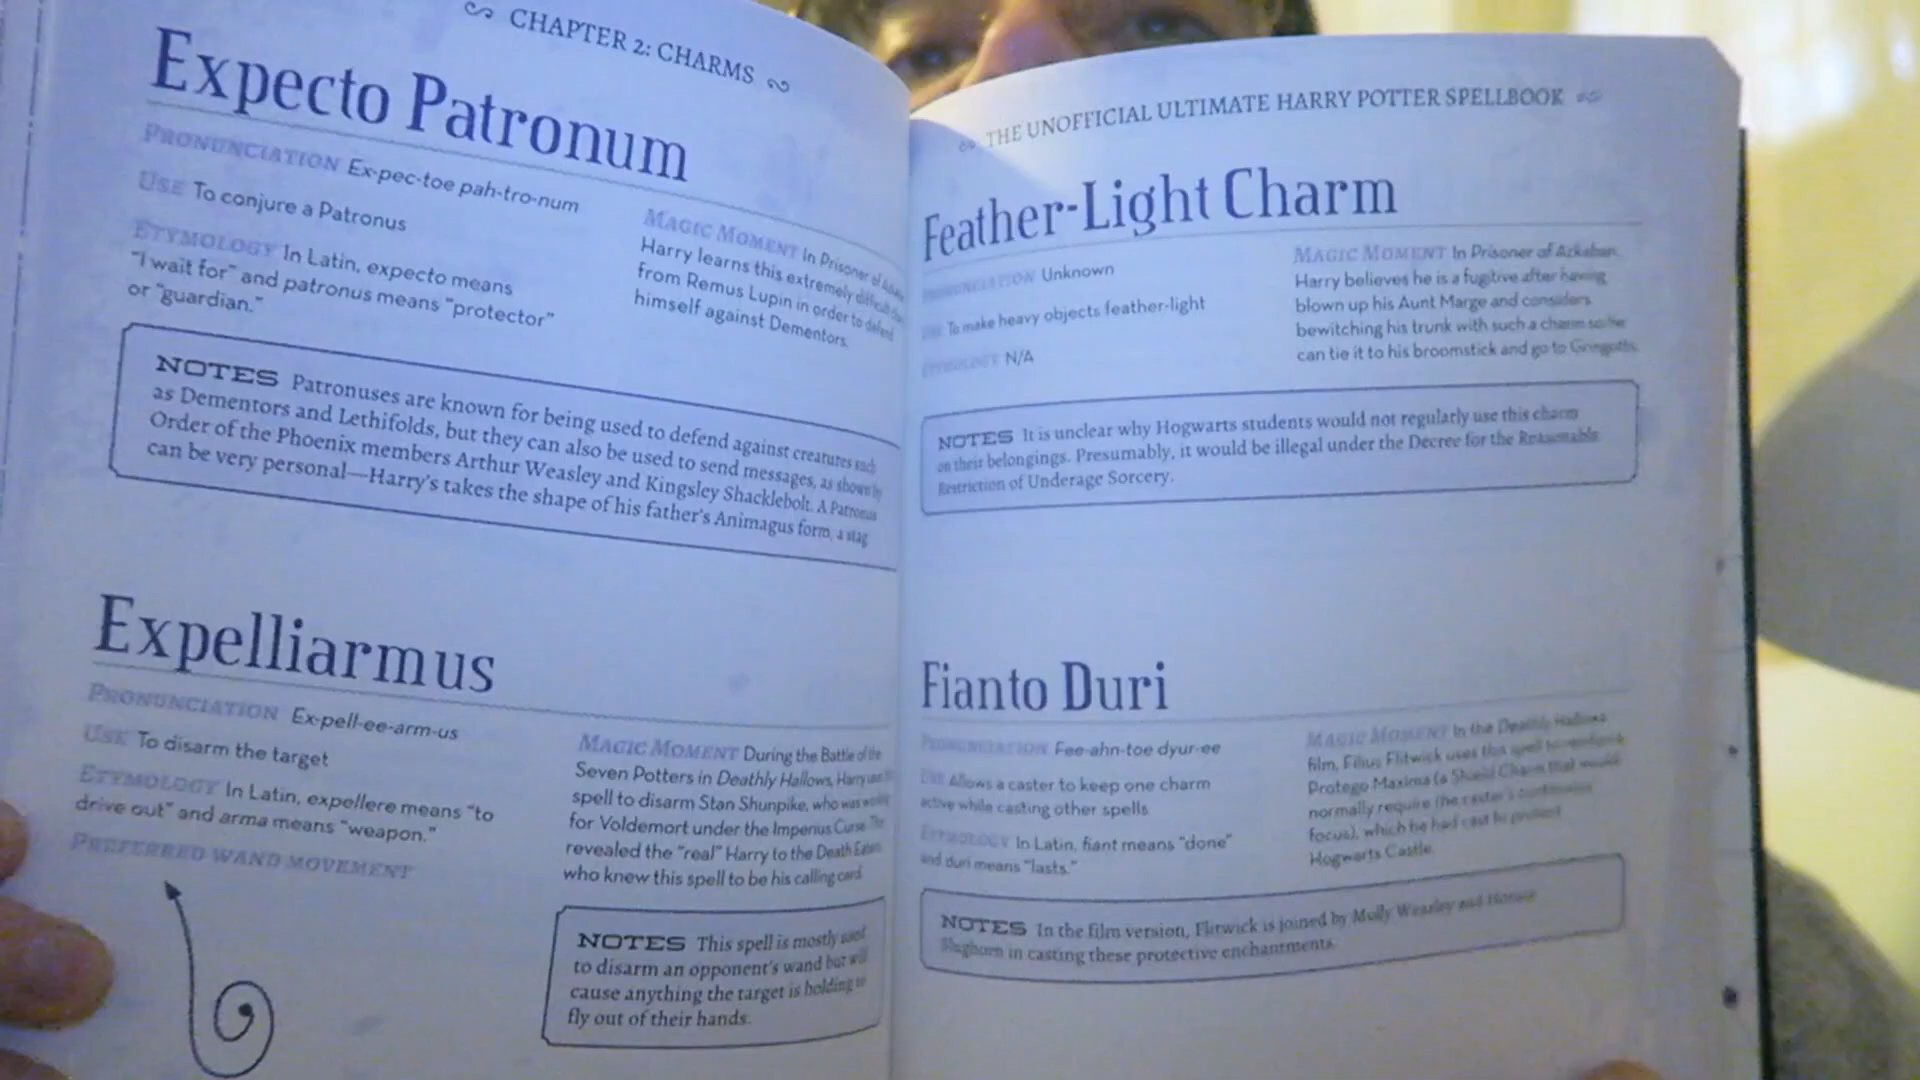 CHAPTER 2: CHARMS
Expecto Patronum
PRONUNCIATION Ex-pec-toe pah-tro-num
USE To conjure a Patronus
ETYMOLOGY In Latin, expecto means
"I wait for" and patronus means "protector"
or "guardian."
MAGIC MOMENT In Prisoner of
Harry learns this extremely difficult
from Remus Lupin in order to defend
himself against Dementors.
NOTES Patronuses are known for being used to defend against creatures such
as Dementors and Lethifolds, but they can also be used to send messages, as shown by
Order of the Phoenix members Arthur Weasley and Kingsley Shacklebolt. A Patronus
can be very personal—Harry's takes the shape of his father's Animagus form, a stag.
Expelliarmus
PRONUNCIATION Ex-pell-ee-arm-us
USE To disarm the target
ETYMOLOGY In Latin, expellere means "to
drive out" and arma means "weapon."
PREFERRED WAND MOVEMENT
MAGIC MOMENT During the Battle of the
Seven Potters in Deathly Hallows, Harry
spell to disarm Stan Shunpike, who was
for Voldemort under the Imperius Curse.
revealed the "real" Harry to the Death Eaters
who knew this spell to be his calling card.
NOTES This spell is mostly used
to disarm an opponent's wand but will
cause anything the target is holding to
fly out of their hands.
THE UNOFFICIAL ULTIMATE HARRY POTTER SPELLBOOK
Feather-Light Charm
PRONUNCIATION Unknown
USE To make heavy objects feather-light
ETYMOLOGY N/A
MAGIC MOMENT In Prisoner of Azkaban,
Harry believes he is a fugitive after having
blown up his Aunt Marge and considers
bewitching his trunk with such a charm so he
can tie it to his broomstick and go to Gringotts.
NOTES It is unclear why Hogwarts students would not regularly use this charm
on their belongings. Presumably, it would be illegal under the Decree for the Reasonable
Restriction of Underage Sorcery.
Fianto Duri
PRONUNCIATION Fee-ahn-toe dyur-ee
USE Allows a caster to keep one charm
active while casting other spells
ETYMOLOGY In Latin, fiant means "done"
and duri means "lasts."
MAGIC MOMENT In the Deathly Hallows
film, Filius Flitwick uses this spell to
Protego Maxima (a Shield Charm that would
normally require the caster's continuous
focus), which he had cast to protect
Hogwarts Castle.
NOTES In the film version, Flitwick is joined by Molly Weasley and Horace
Slughorn in casting these protective enchantments.